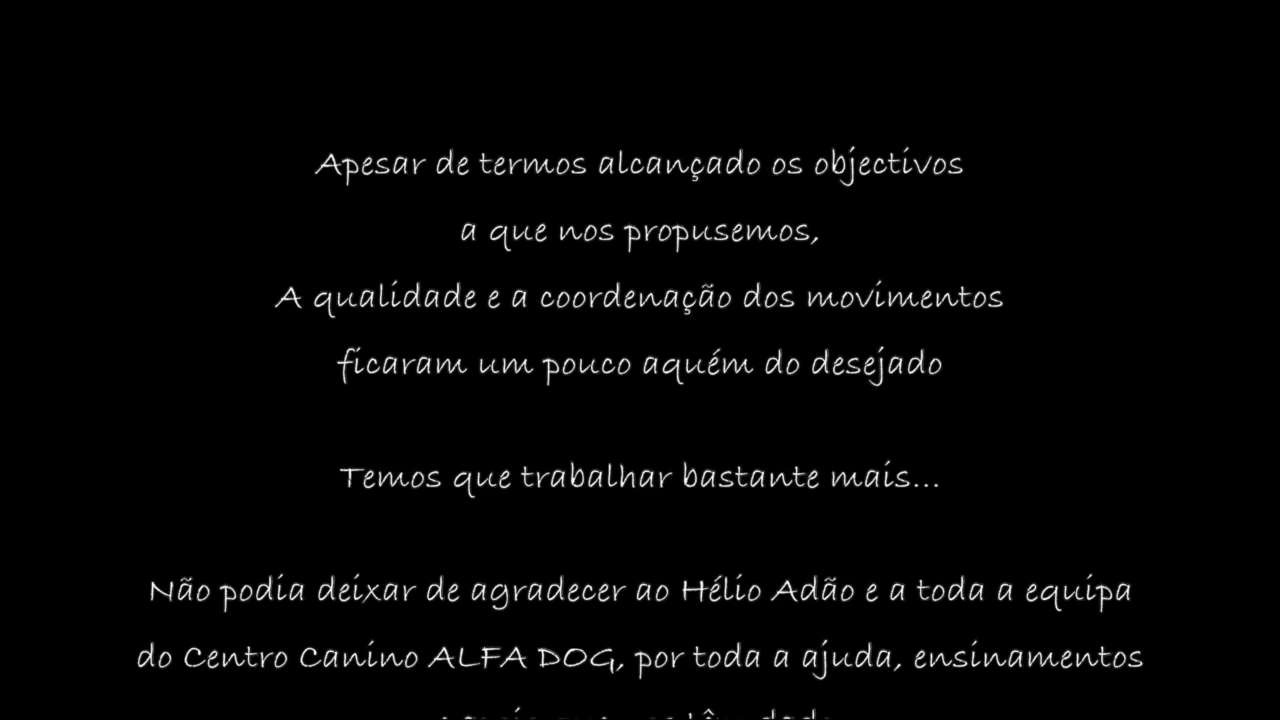 Apesar de termos alcançado os objectivos
a que nos propusemos,
A qualidade e a coordenação dos movimentos
ficaram um pouco aquém do desejado
Temos que trabalhar bastante mais...
Não podia deixar de agradecer ao Hélio Adão e a toda a equipa
do Centro Canino ALFA DOG, por toda a ajuda, ensinamentos